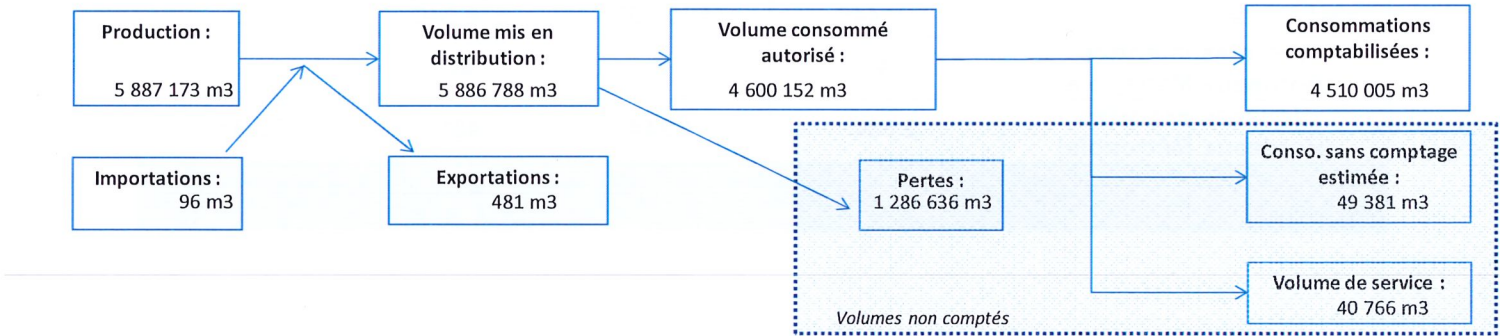 Production :
5 887 173 m3
Volume mis en
distribution :
5 886 788 m3
Volume consommé
autorisé :
4 600 152 m3
Consommations
comptabilisées :
4 510 005 m3
Importations :
96 m3
Exportations :
481 m3
Pertes :
1 286 636 m3
Conso. sans comptage
estimée :
49 381 m3
Volume de service :
40 766 m3
Volumes non comptés